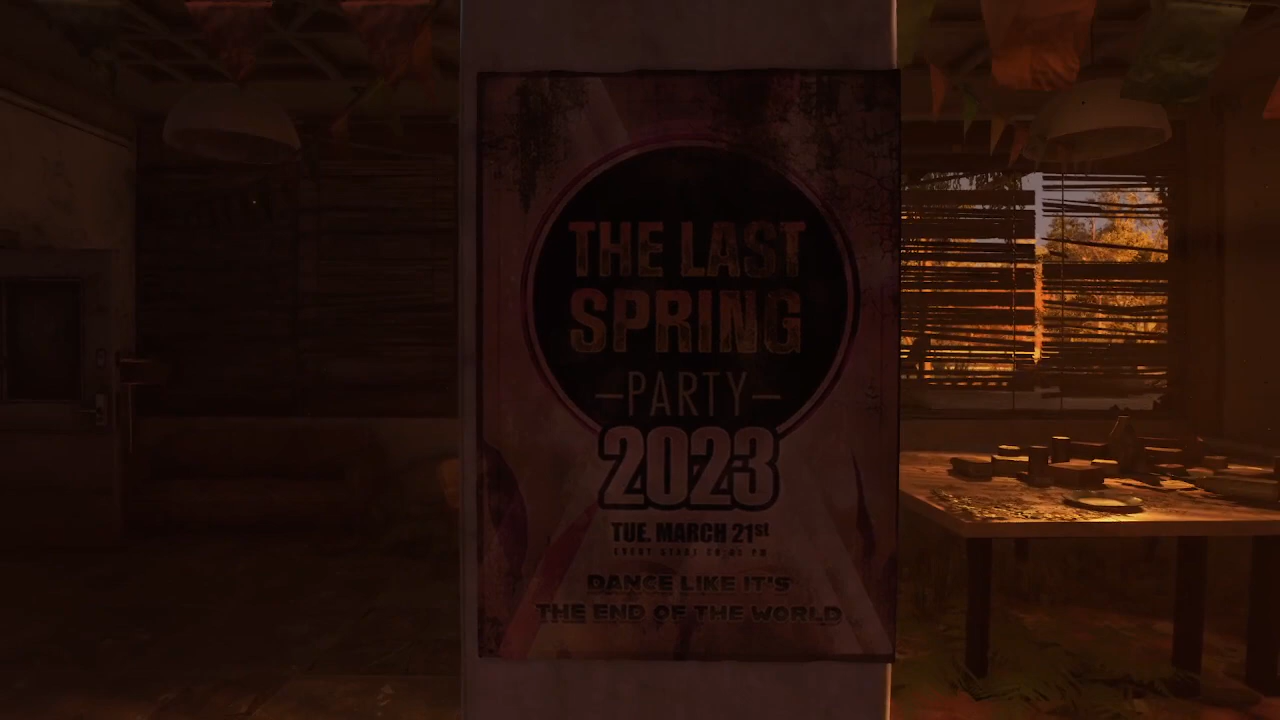 THE LAST
SPRING
–PARTY–
2023
TUE. MARCH 21st
DANCE LIKE IT'S
THE END OF THE WORLD